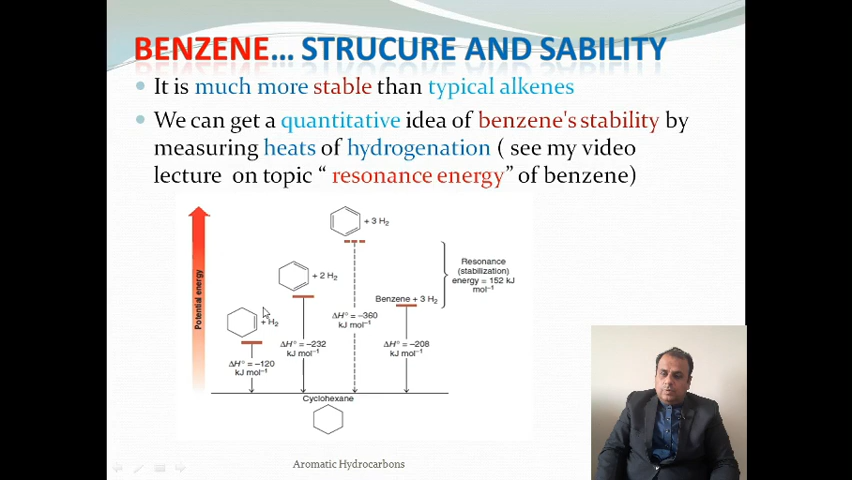 BENZENE... STRUCURE AND SABILITY
It is much more stable than typical alkenes
We can get a quantitative idea of benzene's stability by
measuring heats of hydrogenation ( see my video
lecture on topic “ resonance energy” of benzene)
Potential energy
+ 3 H2
+ 2 H2
+ H2
Benzene + 3 H2
Resonance
(stabilization)
energy = 152 kJ
mol⁻¹
ΔH° = −360
kJ mol⁻¹
ΔH° = −232
kJ mol⁻¹
ΔH° = −208
kJ mol⁻¹
ΔH° = −120
kJ mol⁻¹
Cyclohexane
Aromatic Hydrocarbons